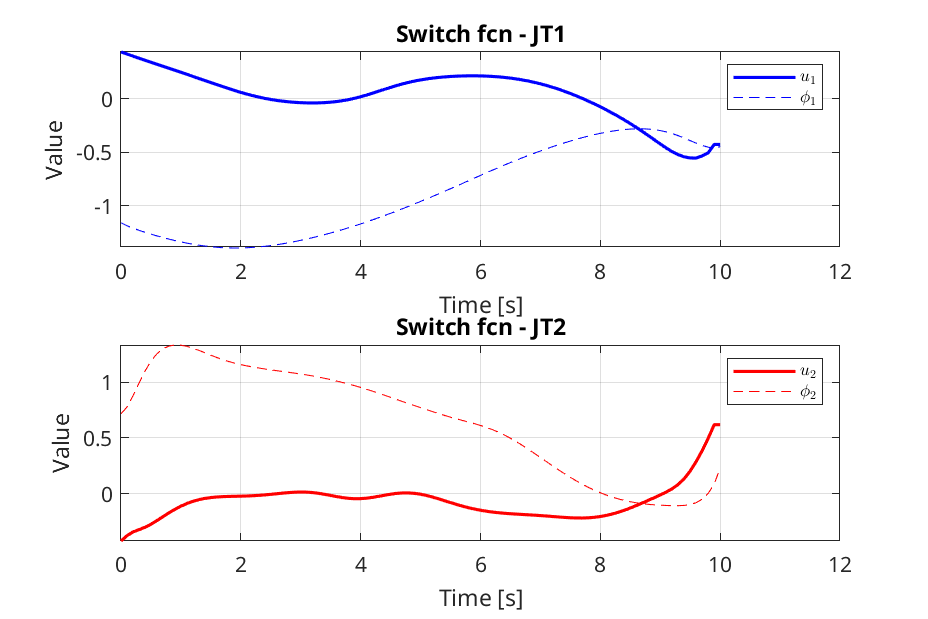 Switch fcn - JT1
Value
0
-0.5
-1
u₁
ϕ₁
0 2 4 6 8 10 12
Time [s]
Switch fcn - JT2
Value
1
0.5
0
u₂
ϕ₂
0 2 4 6 8 10 12
Time [s]